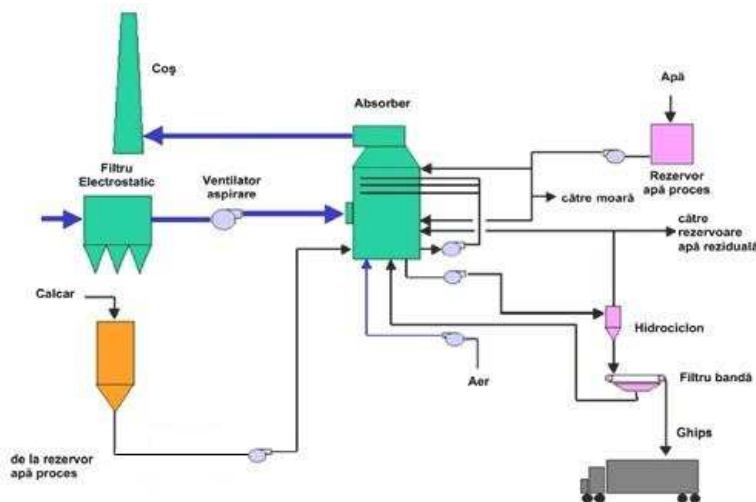 Coş
Absorber
Apă
Filtru
Electrostatic
Ventilator
aspirare
Rezervor
apă proces
către moară
către
rezervoare
apă reziduală
Calcar
Hidrociclon
Aer
Filtru bandă
Ghips
de la rezervor
apă proces